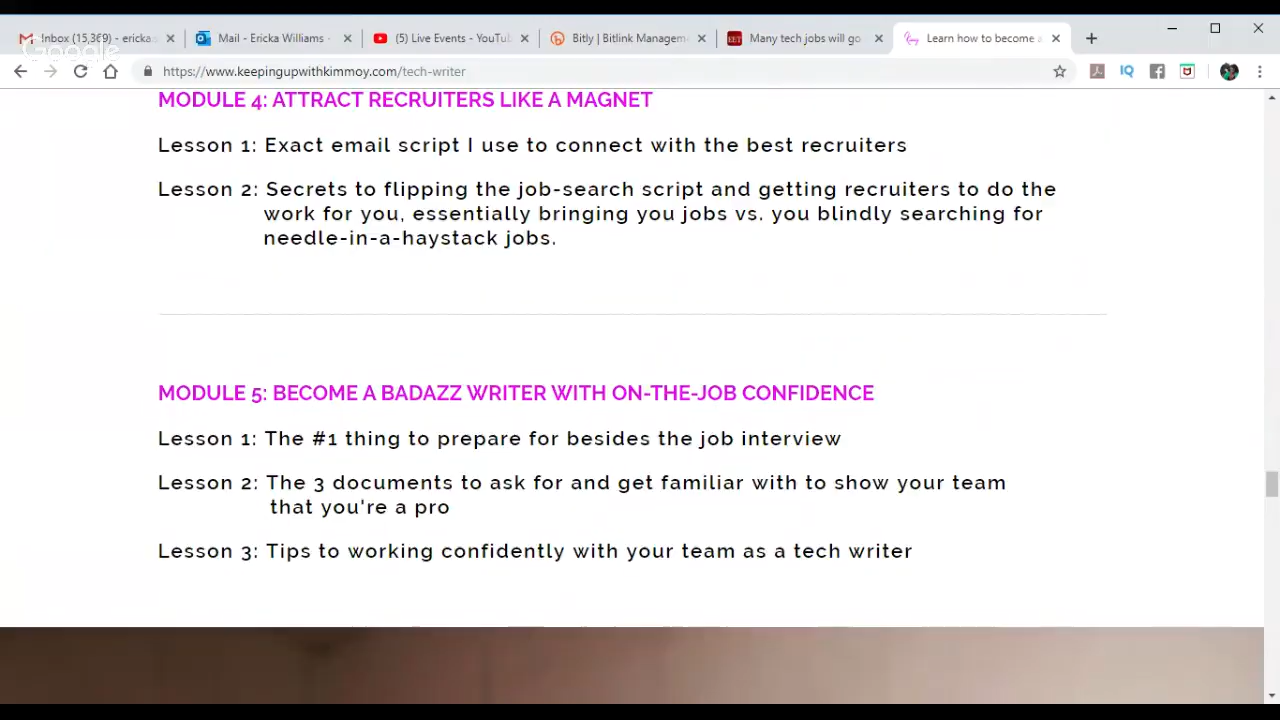 Inbox (15,369) - ericka.s
Mail - Ericka Williams -
(5) Live Events - YouTub
Bitly | Bitlink Managem
Many tech jobs will go
Learn how to become a
Google
https://www.keepingupwithkimmoy.com/tech-writer
IQ
MODULE 4: ATTRACT RECRUITERS LIKE A MAGNET
Lesson 1: Exact email script I use to connect with the best recruiters
Lesson 2: Secrets to flipping the job-search script and getting recruiters to do the
work for you, essentially bringing you jobs vs. you blindly searching for
needle-in-a-haystack jobs.
MODULE 5: BECOME A BADAZZ WRITER WITH ON-THE-JOB CONFIDENCE
Lesson 1: The #1 thing to prepare for besides the job interview
Lesson 2: The 3 documents to ask for and get familiar with to show your team
that you're a pro
Lesson 3: Tips to working confidently with your team as a tech writer